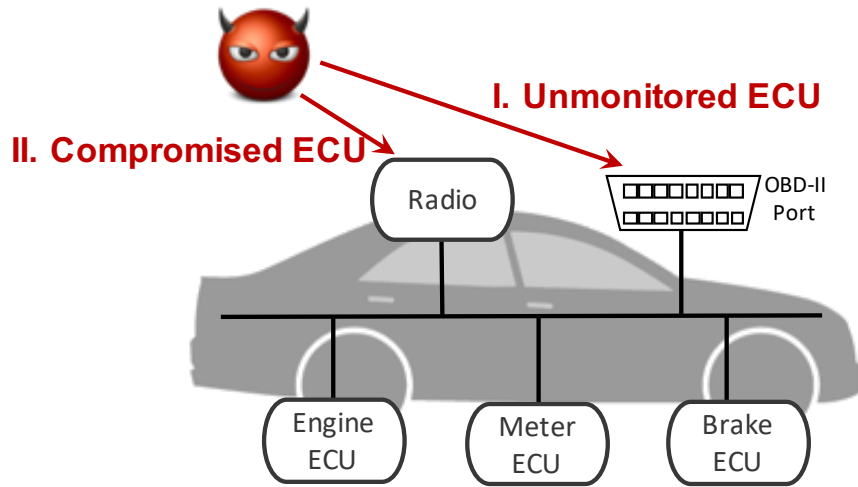 I. Unmonitored ECU
II. Compromised ECU
Radio
OBD-II
Port
Engine
ECU
Meter
ECU
Brake
ECU